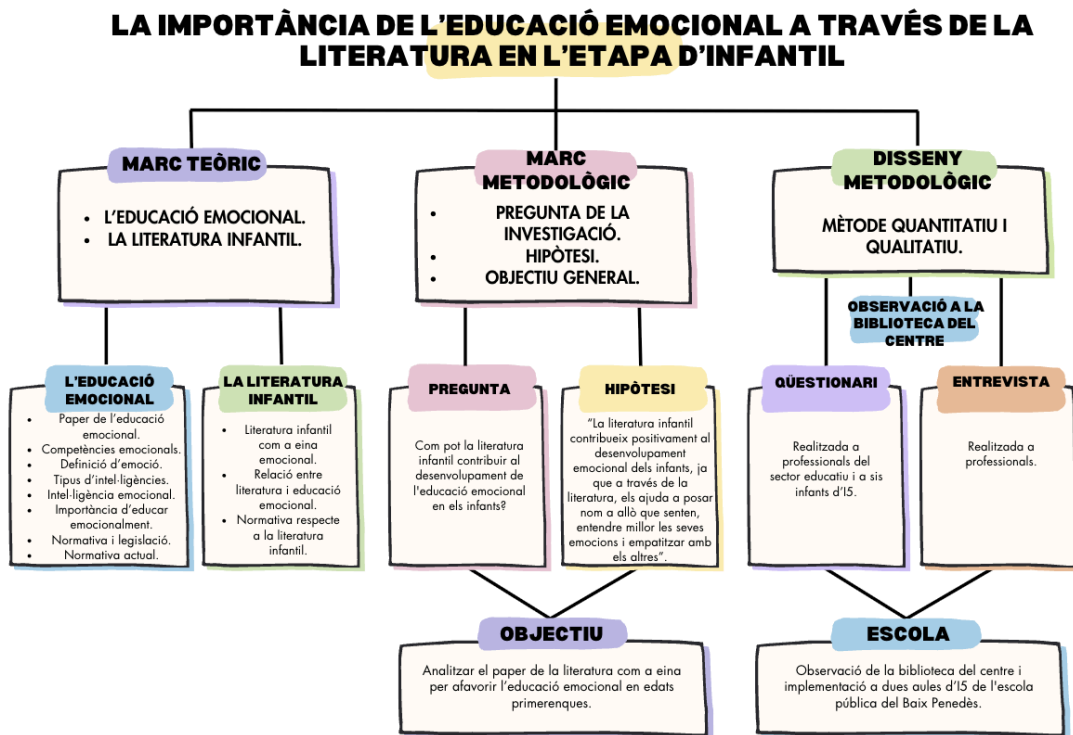 LA IMPORTÀNCIA DE L'EDUCACIÓ EMOCIONAL A TRAVÉS DE LA
LITERATURA EN L'ETAPA D'INFANTIL
MARC TEÒRIC
• L'EDUCACIÓ EMOCIONAL.
• LA LITERATURA INFANTIL.
MARC
METODOLÒGIC
• PREGUNTA DE LA
INVESTIGACIÓ.
• HIPÒTESI.
• OBJECTIU GENERAL.
DISSENY
METODOLÒGIC
MÈTODE QUANTITATIU I
QUALITATIU.
OBSERVACIÓ A LA
BIBLIOTECA DEL
CENTRE
L'EDUCACIÓ
EMOCIONAL
• Paper de l'educació
emocional.
• Competències emocionals.
• Definició d'emoció.
• Tipus d'intel·ligències.
• Intel·ligència emocional.
• Importància d'educar
emocionalment.
• Normativa i legislació.
• Normativa actual.
LA LITERATURA
INFANTIL
• Literatura infantil
com a eina
emocional.
• Relació entre
literatura i educació
emocional.
• Normativa respecte
a la literatura
infantil.
PREGUNTA
Com pot la literatura
infantil contribuir al
desenvolupament de
l'educació emocional
en els infants?
HIPÒTESI
"La literatura infantil
contribueix positivament al
desenvolupament
emocional dels infants, ja
que a través de la
literatura, els ajuda a posar
nom a allò que senten,
entendre millor les seves
emocions i empatitzar amb
els altres".
QÜESTIONARI
Realitzada a
professionals del
sector educatiu i a sis
infants d'I5.
ENTREVISTA
Realitzada a
professionals.
OBJECTIU
Analitzar el paper de la literatura com a eina
per afavorir l'educació emocional en edats
primerenques.
ESCOLA
Observació de la biblioteca del centre i
implementació a dues aules d'I5 de l'escola
pública del Baix Penedès.